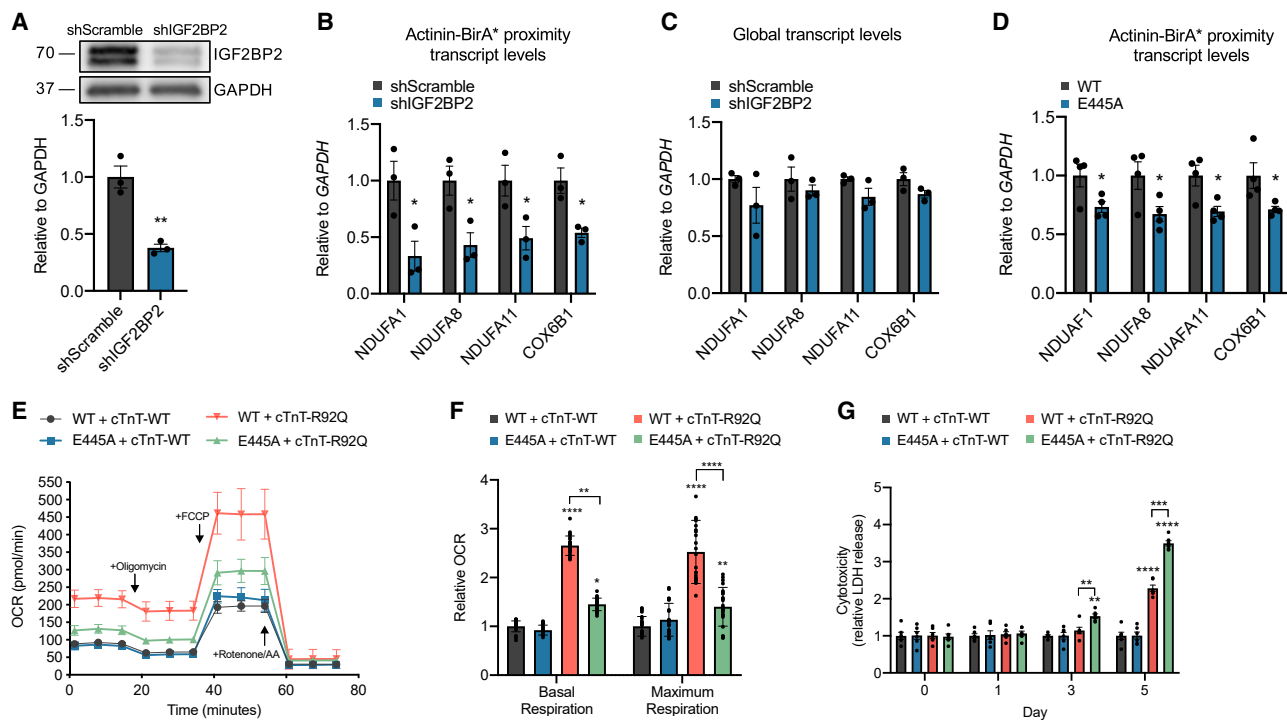 A
shScramble shIGF2BP2
70
IGF2BP2
37
GAPDH
Relative to GAPDH
1.5
1.0
0.5
0.0
**
shScramble
shIGF2BP2
B
Actinin-BirA* proximity
transcript levels
shScramble
shIGF2BP2
Relative to GAPDH
1.5
1.0
0.5
0.0
* * * *
NDUFA1
NDUFA8
NDUFA11
COX6B1
C
Global transcript levels
shScramble
shIGF2BP2
Relative to GAPDH
1.5
1.0
0.5
0.0
NDUFA1
NDUFA8
NDUFA11
COX6B1
D
Actinin-BirA* proximity
transcript levels
WT
E445A
Relative to GAPDH
1.5
1.0
0.5
0.0
* * * *
NDUAF1
NDUFA8
NDUAFA11
COX6B1
E
WT + cTnT-WT
WT + cTnT-R92Q
E445A + cTnT-WT
E445A + cTnT-R92Q
OCR (pmol/min)
550
500
450
400
350
300
250
200
150
100
50
0
+Oligomycin
+FCCP
+Rotenone/AA
0 20 40 60 80
Time (minutes)
F
WT + cTnT-WT
WT + cTnT-R92Q
E445A + cTnT-WT
E445A + cTnT-R92Q
Relative OCR
4
3
2
1
0
**
****
*
****
****
**
Basal
Respiration
Maximum
Respiration
G
WT + cTnT-WT
WT + cTnT-R92Q
E445A + cTnT-WT
E445A + cTnT-R92Q
Cytotoxicity
(relative LDH release)
5
4
3
2
1
0
**
**
***
****
****
0 1 3 5
Day